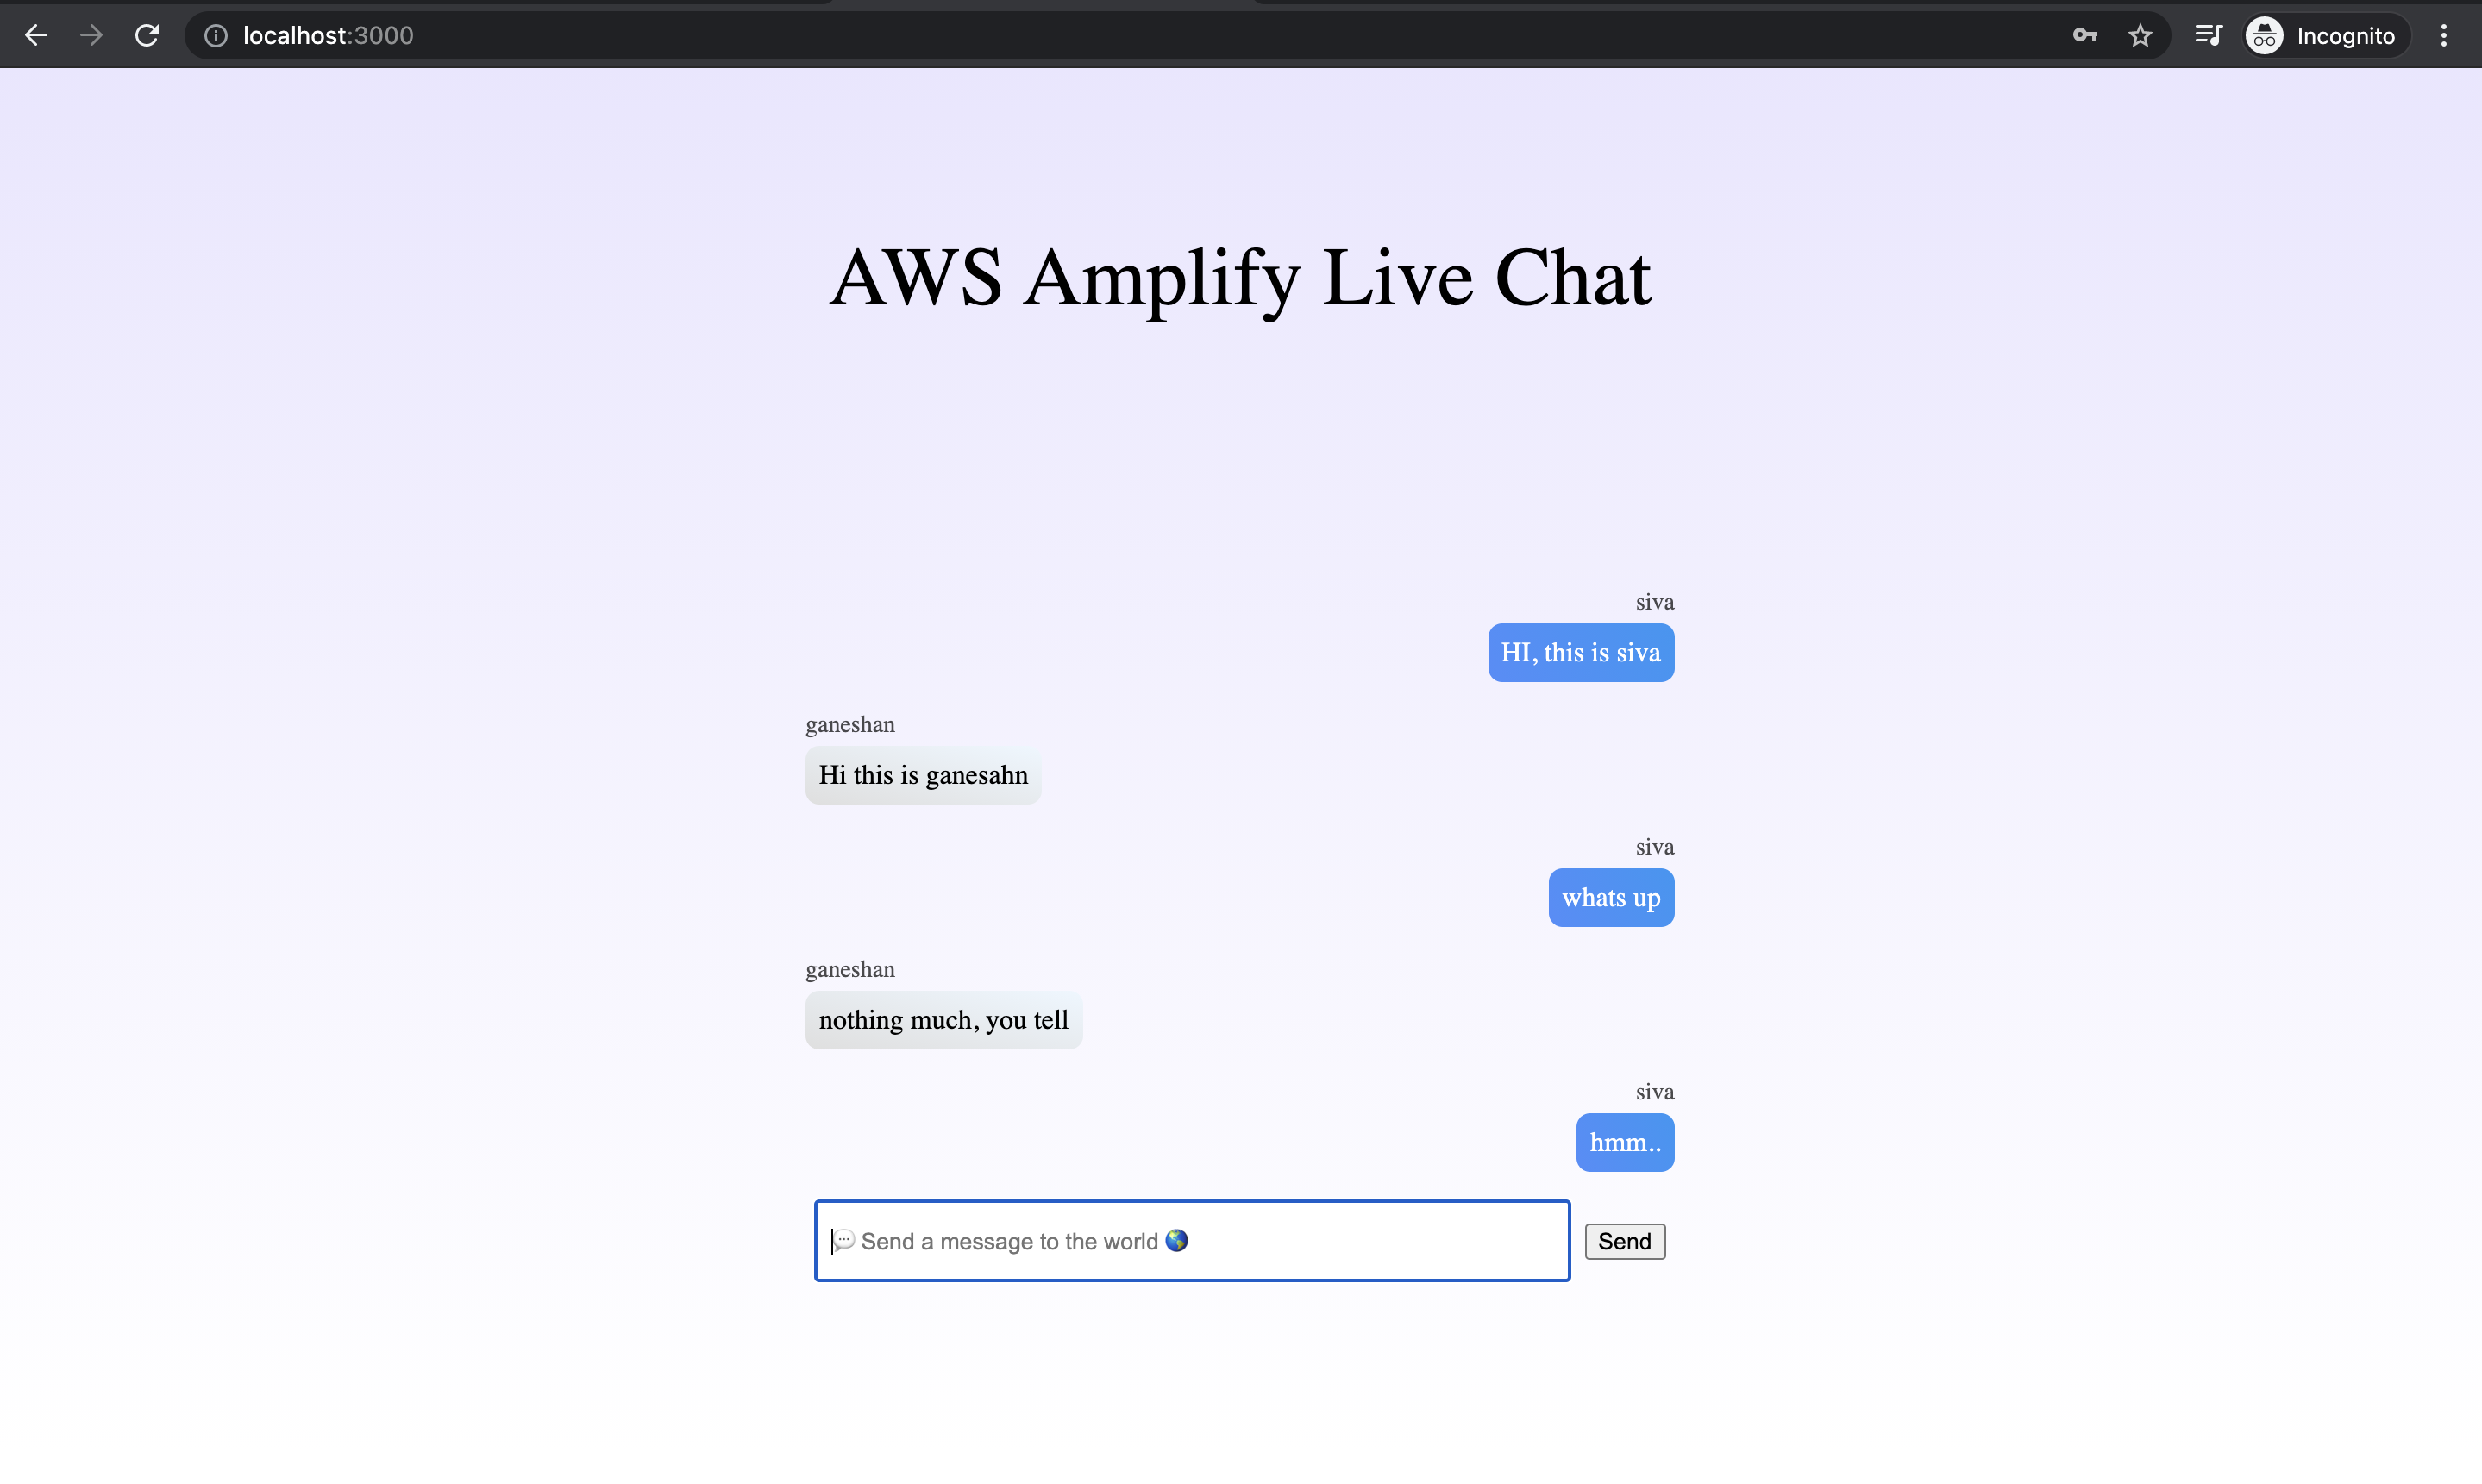 localhost:3000
Incognito
AWS Amplify Live Chat
siva
HI, this is siva
ganeshan
Hi this is ganesahn
siva
whats up
ganeshan
nothing much, you tell
siva
hmm..
💬 Send a message to the world 🌎
Send